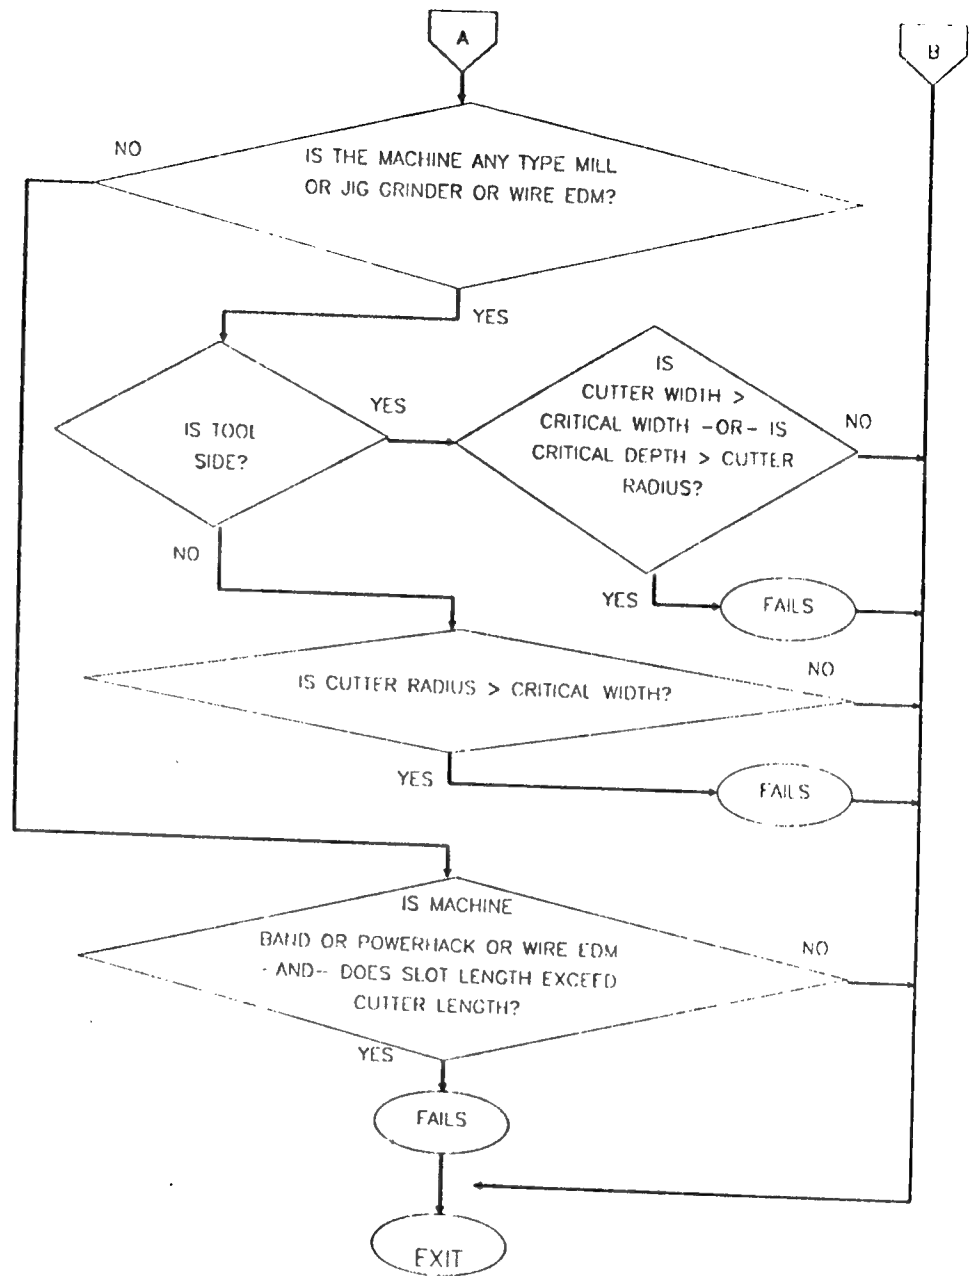 A
B
NO
IS THE MACHINE ANY TYPE MILL
OR JIG GRINDER OR WIRE EDM?
YES
IS TOOL
SIDE?
YES
IS
CUTTER WIDTH >
CRITICAL WIDTH -OR- IS
CRITICAL DEPTH > CUTTER
RADIUS?
NO
NO
YES
FAILS
IS CUTTER RADIUS > CRITICAL WIDTH?
NO
YES
FAILS
IS MACHINE
BAND OR POWERHACK OR WIRE EDM
-AND- DOES SLOT LENGTH EXCEED
CUTTER LENGTH?
NO
YES
FAILS
EXIT